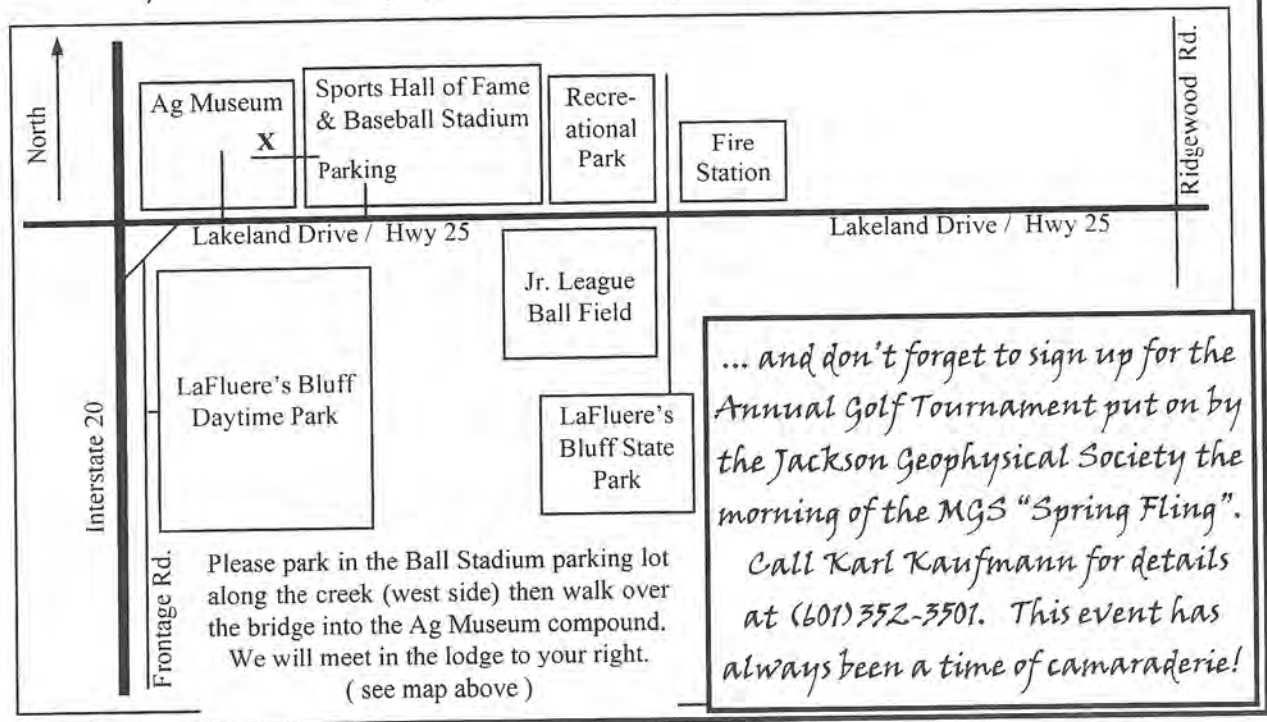 North
Ag Museum
X
Sports Hall of Fame
& Baseball Stadium
Parking
Recre-
ational
Park
Fire
Station
Ridgewood Rd.
Lakeland Drive / Hwy 25
Lakeland Drive / Hwy 25
Jr. League
Ball Field
LaFluere's Bluff
Daytime Park
LaFluere's
Bluff State
Park
Interstate 20
Frontage Rd.
Please park in the Ball Stadium parking lot
along the creek (west side) then walk over
the bridge into the Ag Museum compound.
We will meet in the lodge to your right.
( see map above )
... and don't forget to sign up for the
Annual Golf Tournament put on by
the Jackson Geophysical Society the
morning of the MGS "Spring Fling".
Call Karl Kaufmann for details
at (601) 352-3501. This event has
always been a time of camaraderie!